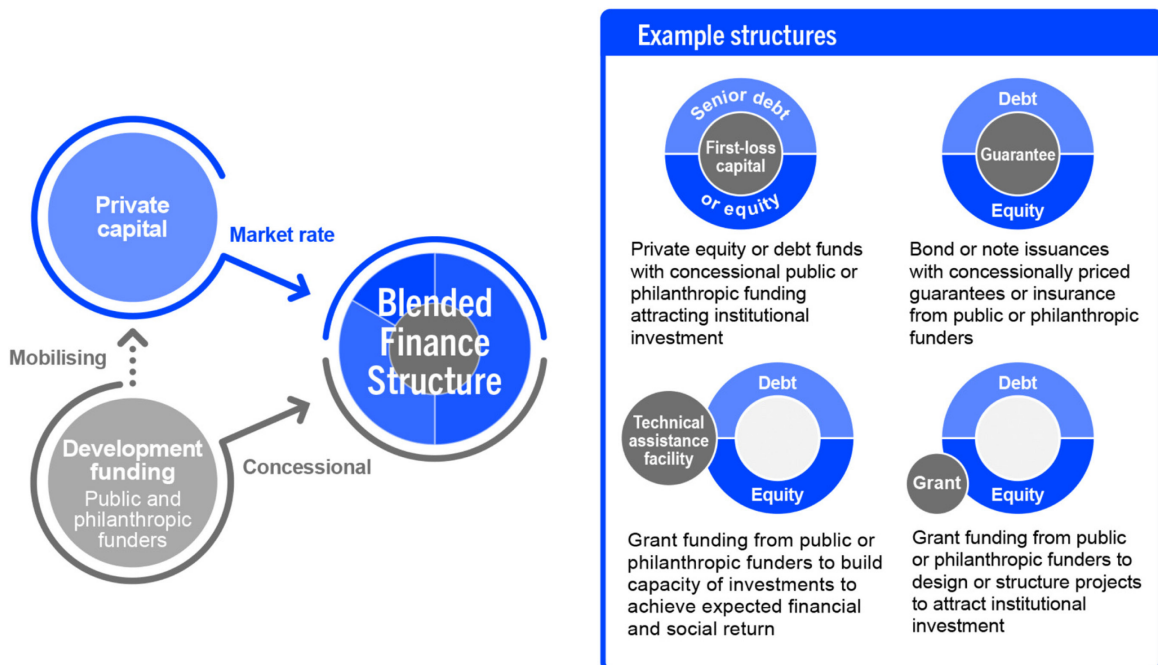 Private
capital
Market rate
Mobilising
Development
funding
Public and
philanthropic
funders
Concessional
Blended
Finance
Structure
Example structures
Senior debt
First-loss
capital
or equity
Private equity or debt funds
with concessional public or
philanthropic funding
attracting institutional
investment
Debt
Guarantee
Equity
Bond or note issuances
with concessionally priced
guarantees or insurance
from public or philanthropic
funders
Debt
Technical
assistance
facility
Equity
Grant funding from public or
philanthropic funders to build
capacity of investments to
achieve expected financial
and social return
Debt
Grant
Equity
Grant funding from public
or philanthropic funders to
design or structure projects
to attract institutional
investment